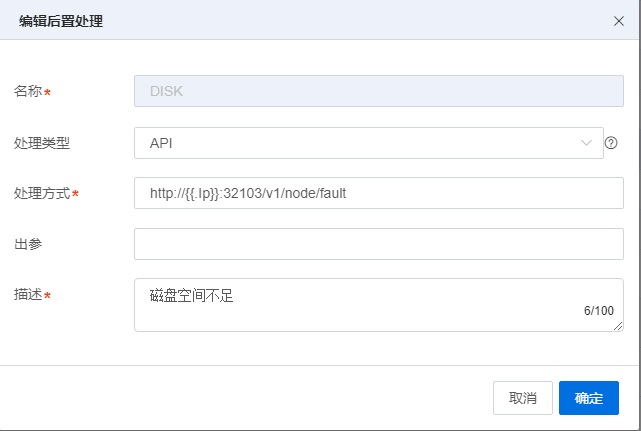 编辑后置处理
名称*
DISK
处理类型
API
处理方式*
http://{{.Ip}}:32103/v1/node/fault
出参
描述*
磁盘空间不足
6/100
取消
确定